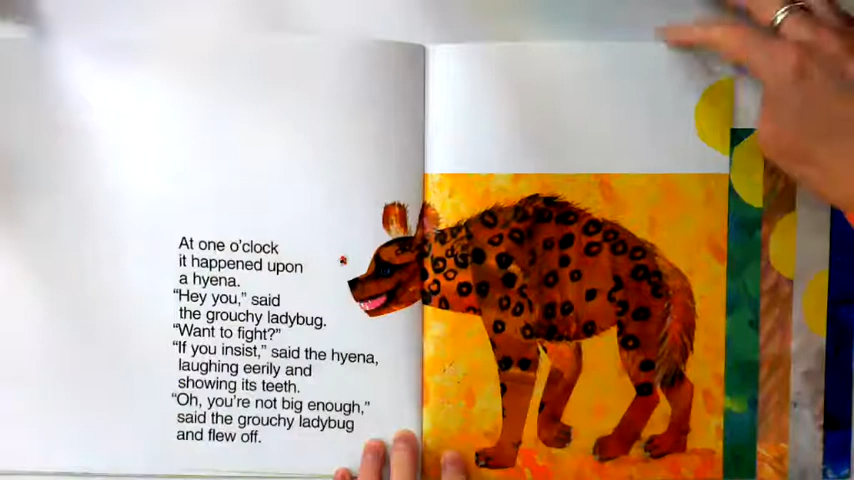 At one o'clock
it happened upon
a hyena.
"Hey you," said
the grouchy ladybug.
"Want to fight?"
"If you insist," said the hyena,
laughing eerily and
showing its teeth.
"Oh, you're not big enough,"
said the grouchy ladybug
and flew off.